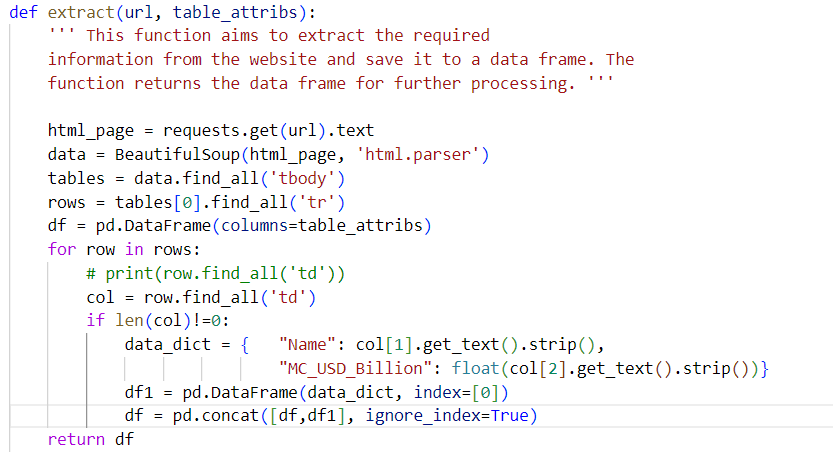 def extract(url, table_attribs):
    ''' This function aims to extract the required
    information from the website and save it to a data frame. The
    function returns the data frame for further processing. '''

    html_page = requests.get(url).text
    data = BeautifulSoup(html_page, 'html.parser')
    tables = data.find_all('tbody')
    rows = tables[0].find_all('tr')
    df = pd.DataFrame(columns=table_attribs)
    for row in rows:
        # print(row.find_all('td'))
        col = row.find_all('td')
        if len(col)!=0:
            data_dict = {   "Name": col[1].get_text().strip(),
                            "MC_USD_Billion": float(col[2].get_text().strip())}
            df1 = pd.DataFrame(data_dict, index=[0])
            df = pd.concat([df,df1], ignore_index=True)
    return df